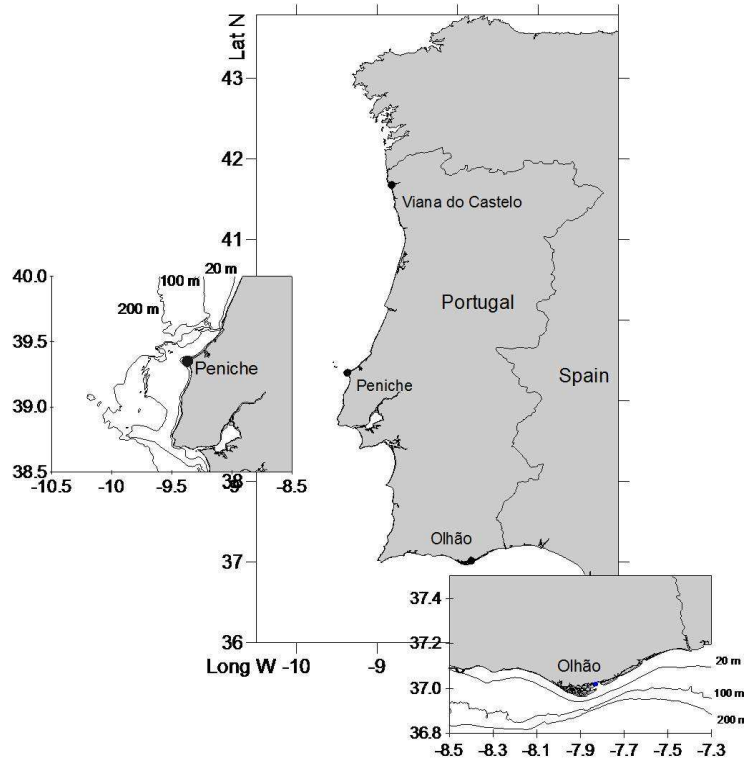 Lat N
43
42
41
38
37
36
Long W -10
-9
Viana do Castelo
Portugal
Spain
Peniche
Olhão
40.0
39.5
39.0
38.5
-10.5
-10
-9.5
-9
-8.5
200 m
100 m
20 m
Peniche
37.4
37.2
37.0
36.8
-8.5
-8.3
-8.1
-7.9
-7.7
-7.5
-7.3
Olhão
20 m
100 m
200 m